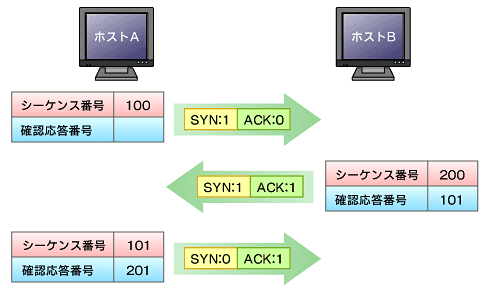 ホストA
ホストB
シーケンス番号 100
確認応答番号
SYN:1 ACK:0
SYN:1 ACK:1
シーケンス番号 200
確認応答番号 101
シーケンス番号 101
確認応答番号 201
SYN:0 ACK:1